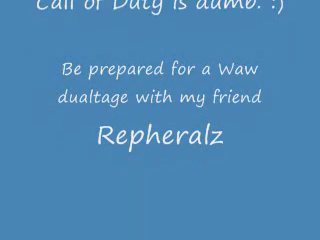 Call of Duty is dumb. :)
Be prepared for a Waw
dualtage with my friend
Repheralz